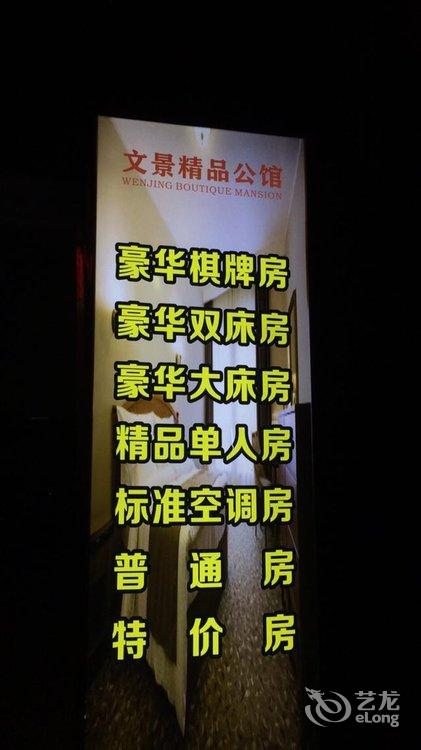 文景精品公馆
WENJING BOUTIQUE MANSION
豪华棋牌房
豪华双床房
豪华大床房
精品单人房
标准空调房
普通房
特价房
艺龙
eLong